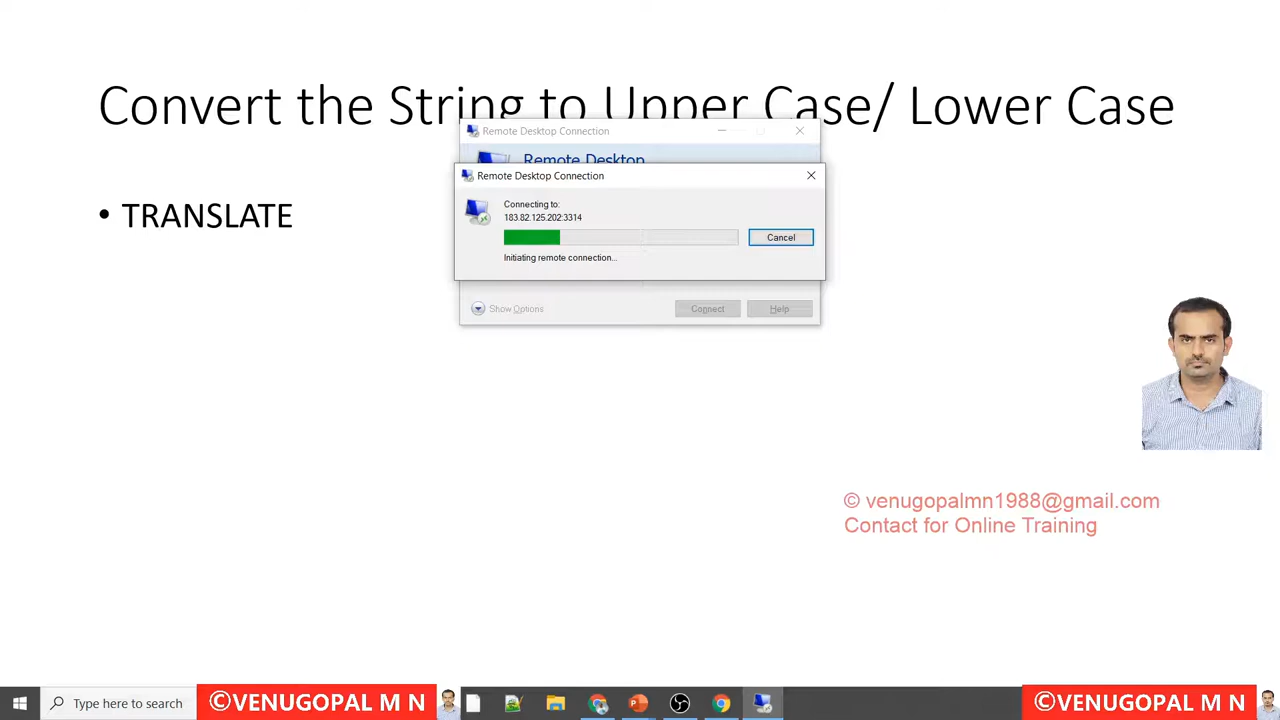 Convert the String to Upper Case/ Lower Case
• TRANSLATE
Remote Desktop Connection
Remote Desktop
Remote Desktop Connection
Connecting to:
183.82.125.202:3314
Cancel
Initiating remote connection...
Show Options
Connect
Help
© venugopalmn1988@gmail.com
Contact for Online Training
Type here to search
©VENUGOPAL M N
©VENUGOPAL M N